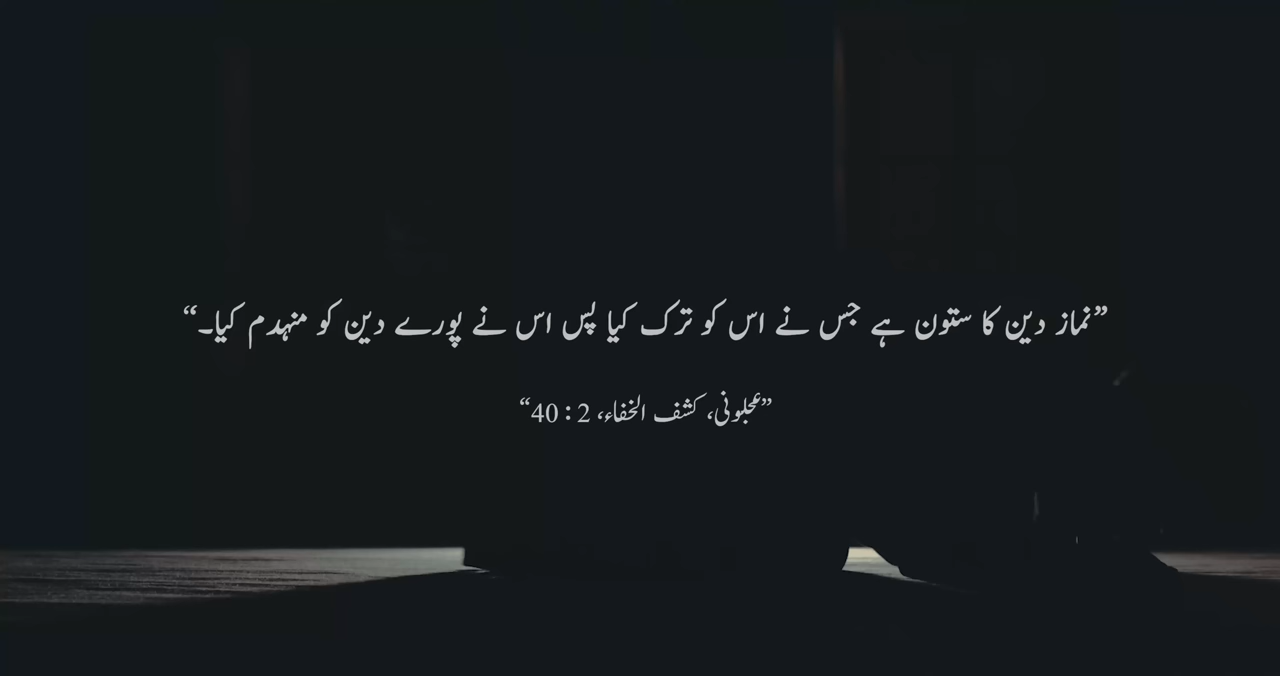 ”نماز دین کا ستون ہے جس نے اس کو ترک کیا پس اس نے پورے دین کو منہدم کیا۔“
”عجلونی، کشف الخفاء، 2 : 40“